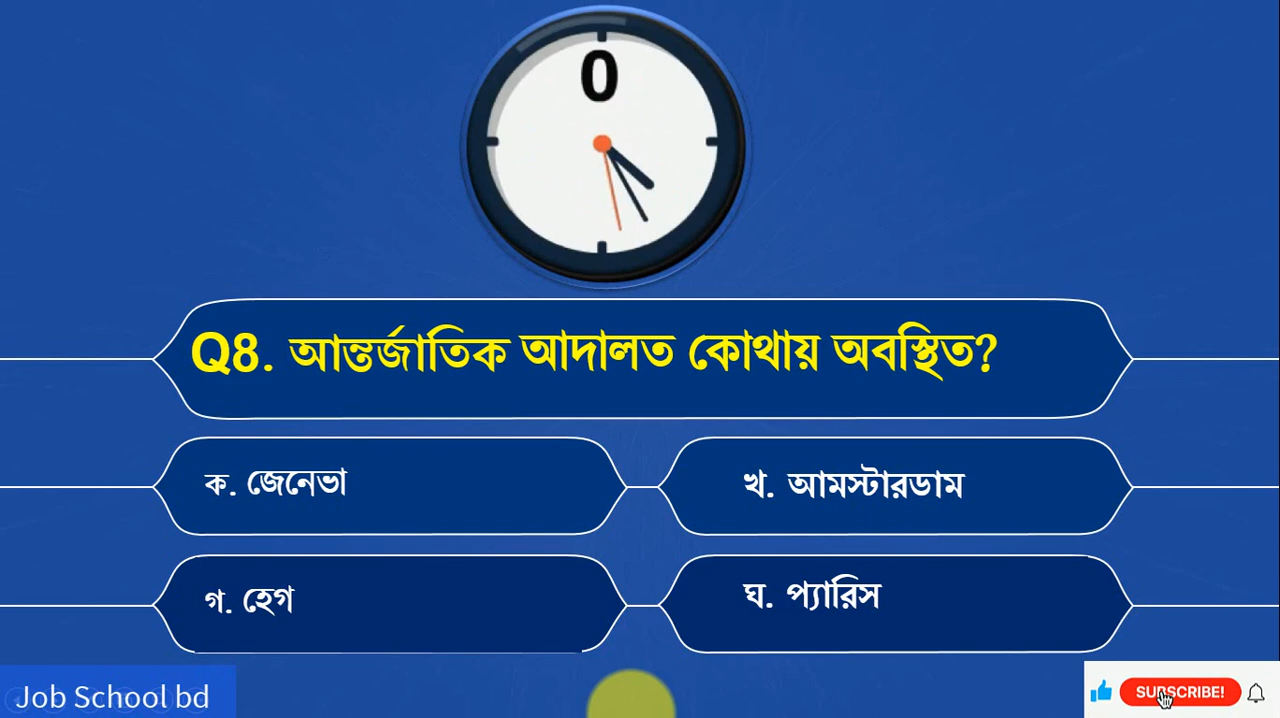 0
Q8. আন্তর্জাতিক আদালত কোথায় অবস্থিত?
ক. জেনেভা
খ. আমস্টারডাম
গ. হেগ
ঘ. প্যারিস
Job School bd
SUBSCRIBE!